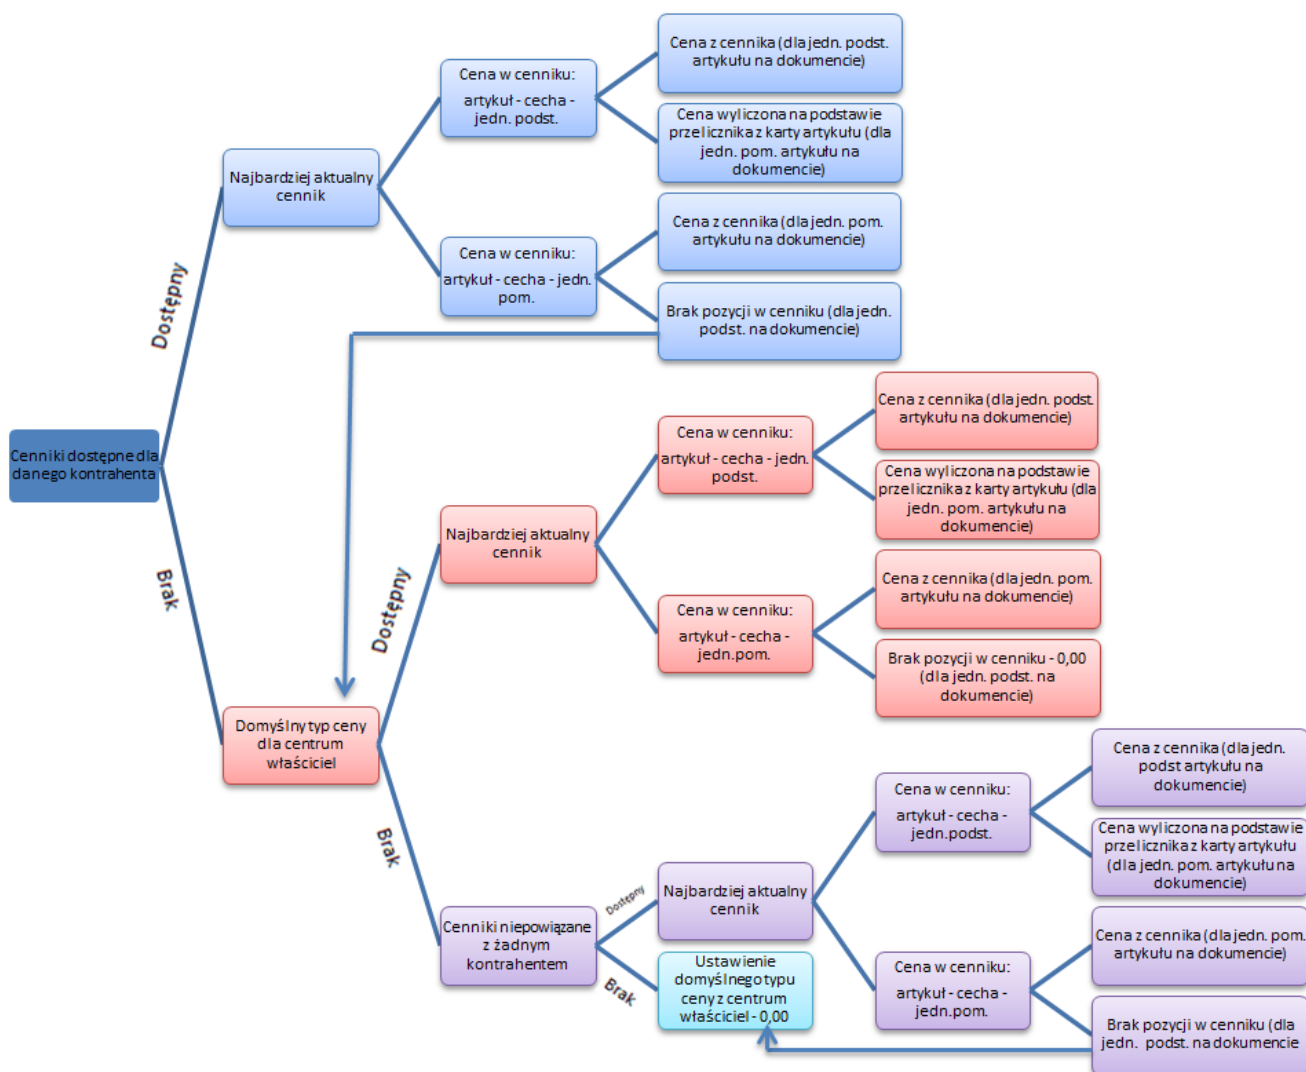 Cenniki dostępne dla
danego kontrahenta
Dostępny
Brak
Najbardziej aktualny
cennik
Cena w cenniku:
artykuł - cecha -
jedn. podst.
Cena z cennika (dla jedn. podst.
artykułu na dokumencie)
Cena wyliczona na podstawie
przelicznika z karty artykułu (dla
jedn. pom. artykułu na
dokumencie)
Cena w cenniku:
artykuł - cecha - jedn.
pom.
Cena z cennika (dla jedn. pom.
artykułu na dokumencie)
Brak pozycji w cenniku (dla jedn.
podst. na dokumencie)
Domyślny typ ceny
dla centrum
właściciel
Dostępny
Brak
Najbardziej aktualny
cennik
Cena w cenniku:
artykuł - cecha - jedn.
podst.
Cena z cennika (dla jedn. podst.
artykułu na dokumencie)
Cena wyliczona na podstawie
przelicznika z karty artykułu (dla
jedn. pom. artykułu na
dokumencie)
Cena w cenniku:
artykuł - cecha -
jedn.pom.
Cena z cennika (dla jedn. pom.
artykułu na dokumencie)
Brak pozycji w cenniku - 0,00
(dla jedn. podst. na
dokumencie)
Cenniki niepowiązane
z żadnym
kontrahentem
Dostępny
Brak
Najbardziej aktualny
cennik
Cena w cenniku:
artykuł - cecha -
jedn.podst.
Cena z cennika (dla jedn.
podst artykułu na
dokumencie)
Cena wyliczona na podstawie
przelicznika z karty artykułu
(dla jedn. pom. artykułu na
dokumencie)
Cena w cenniku:
artykuł - cecha -
jedn.pom.
Cena z cennika (dla jedn. pom.
artykułu na dokumencie)
Brak pozycji w cenniku (dla
jedn. podst. na dokumencie
Ustawienie
domyślnego typu
ceny z centrum
właściciel - 0,00